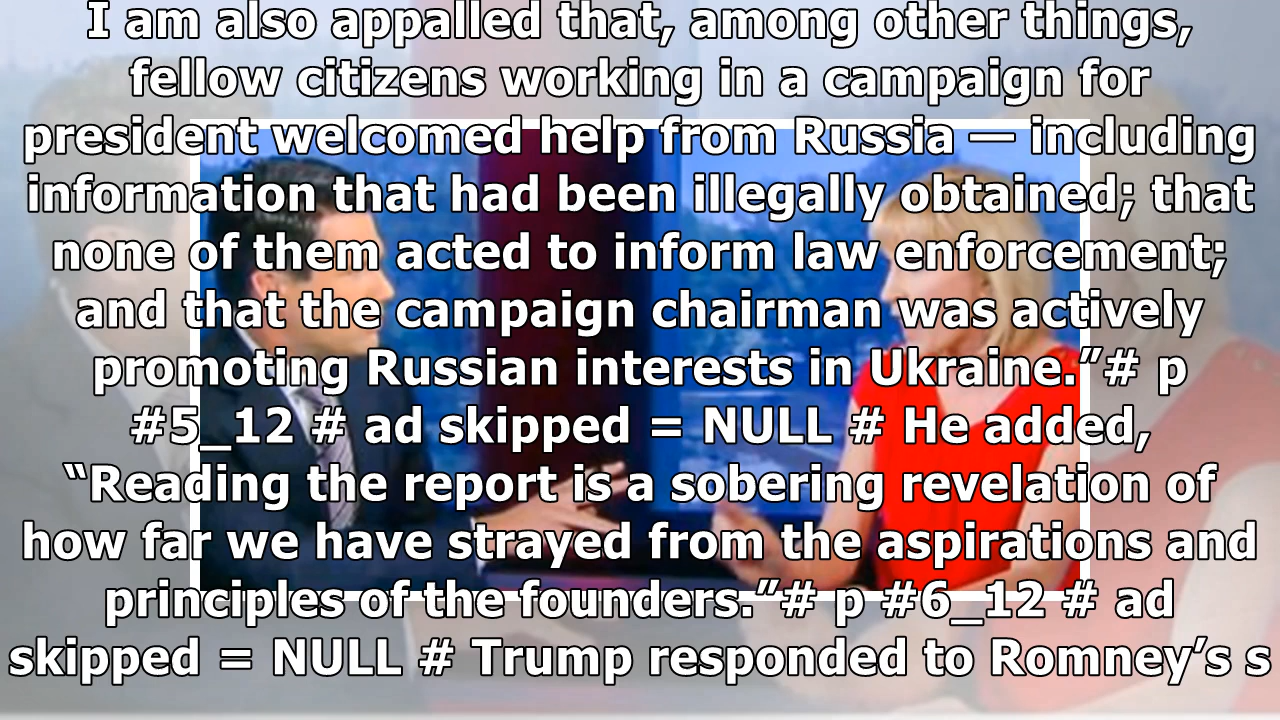 I am also appalled that, among other things,
fellow citizens working in a campaign for
president welcomed help from Russia — including
information that had been illegally obtained; that
none of them acted to inform law enforcement;
and that the campaign chairman was actively
promoting Russian interests in Ukraine.”# p
#5_12 # ad skipped = NULL # He added,
“Reading the report is a sobering revelation of
how far we have strayed from the aspirations and
principles of the founders.”# p #6_12 # ad
skipped = NULL # Trump responded to Romney’s s